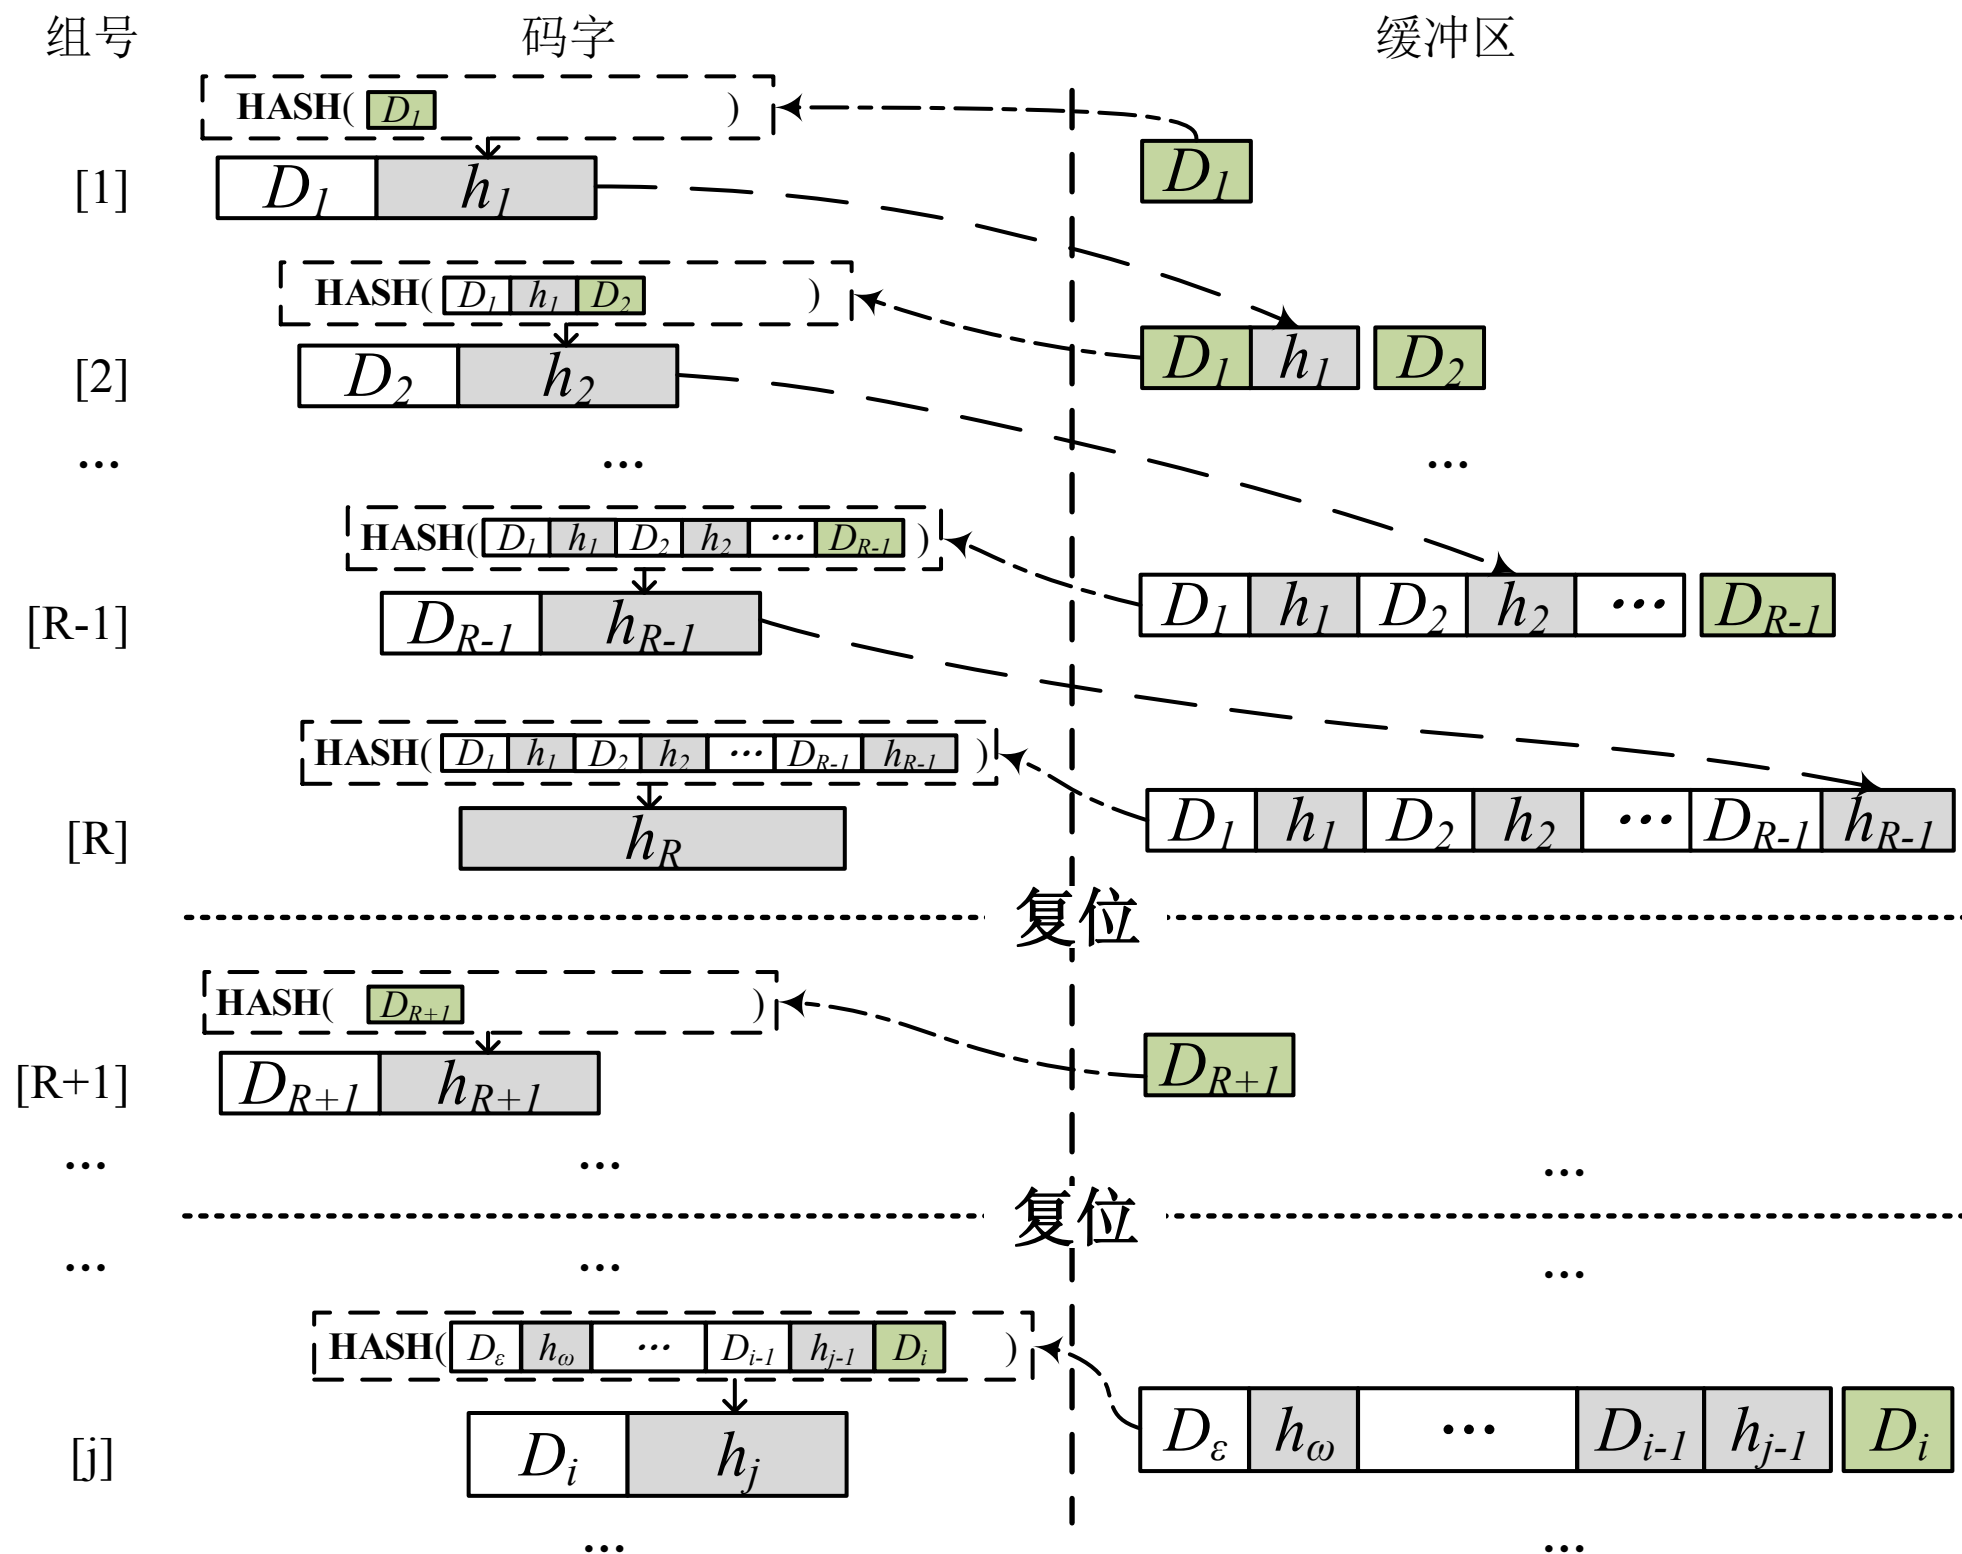 组号 码字 缓冲区
HASH( D1 )
D1
[1] D1 h1
HASH( D1 h1 D2 )
D1 h1 D2
[2] D2 h2
... ... ...
HASH( D1 h1 D2 h2 ... DR-1 )
D1 h1 D2 h2 ... DR-1
[R-1] DR-1 hR-1
HASH( D1 h1 D2 h2 ... DR-1 hR-1 )
D1 h1 D2 h2 ... DR-1 hR-1
[R] hR
复位
HASH( DR+1 )
DR+1
[R+1] DR+1 hR+1
... ... ...
复位
... ... ...
HASH( Dε hω ... Di-1 hj-1 Di )
Dε hω ... Di-1 hj-1 Di
[j] Di hj
... ...